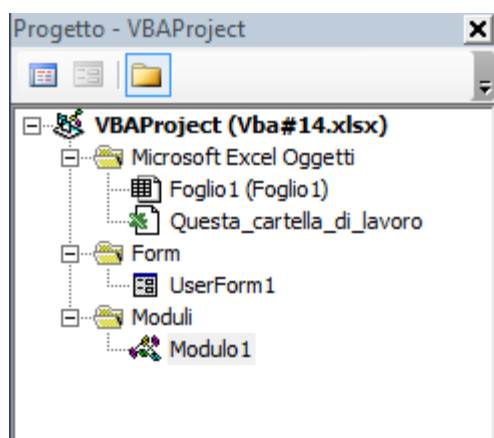 Progetto - VBAProject
VBAProject (Vba#14.xlsx)
Microsoft Excel Oggetti
Foglio1 (Foglio1)
Questa_cartella_di_lavoro
Form
UserForm1
Moduli
Modulo1